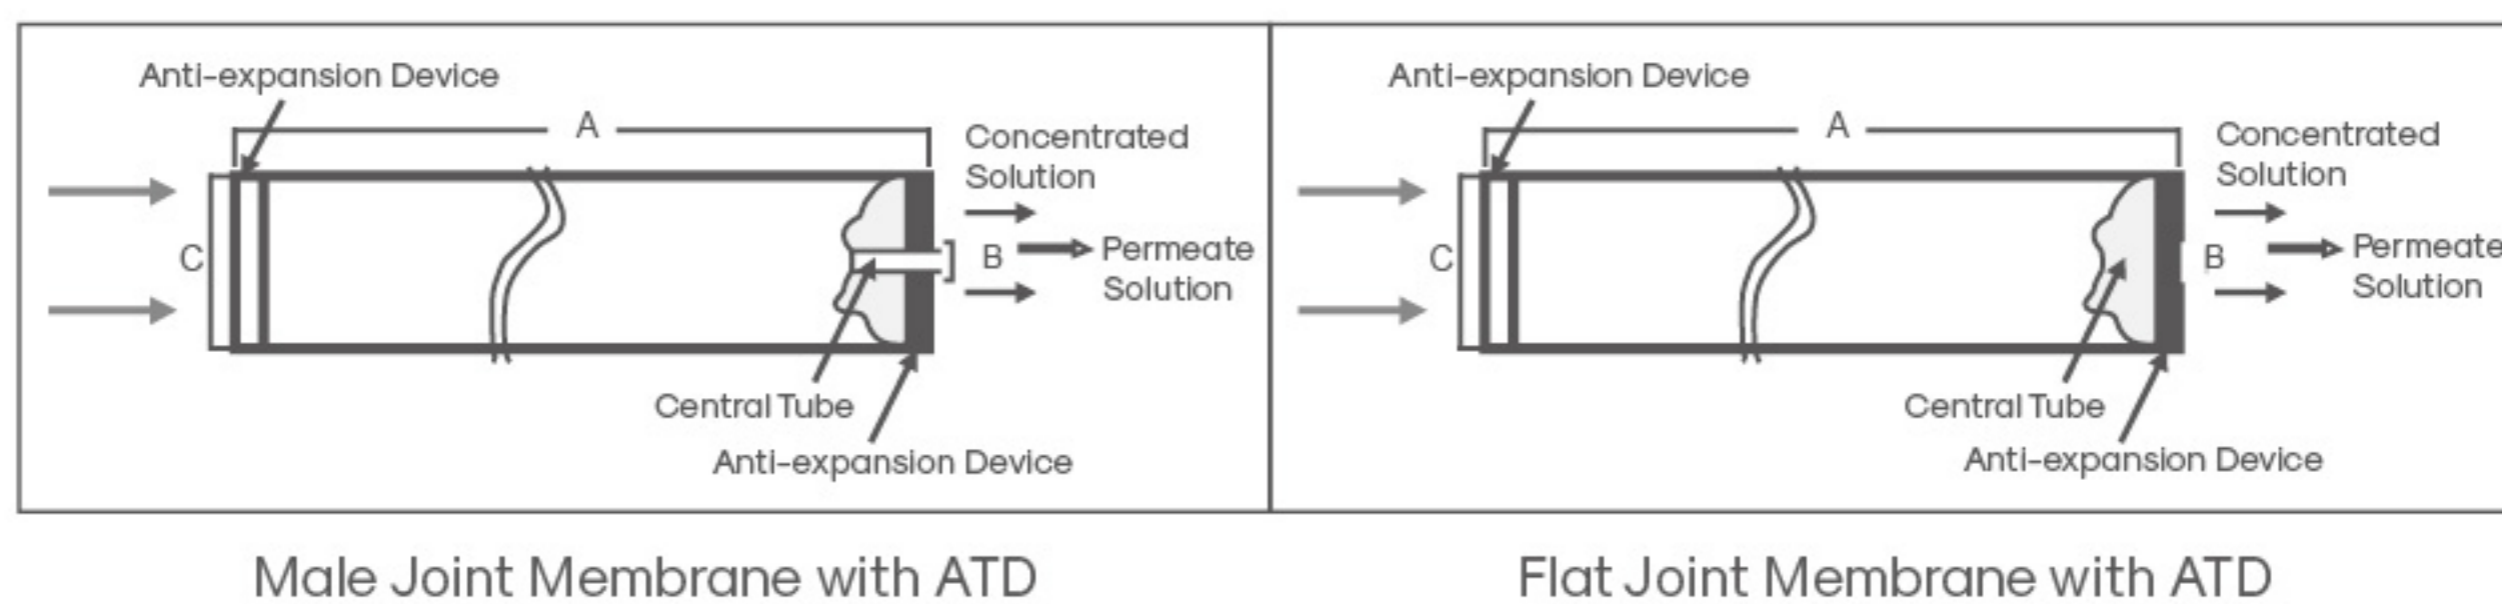 Anti-expansion Device
A
Concentrated
Solution
C
B
Permeate
Solution
Central Tube
Anti-expansion Device
Male Joint Membrane with ATD
Anti-expansion Device
A
Concentrated
Solution
C
B
Permeate
Solution
Central Tube
Anti-expansion Device
Flat Joint Membrane with ATD